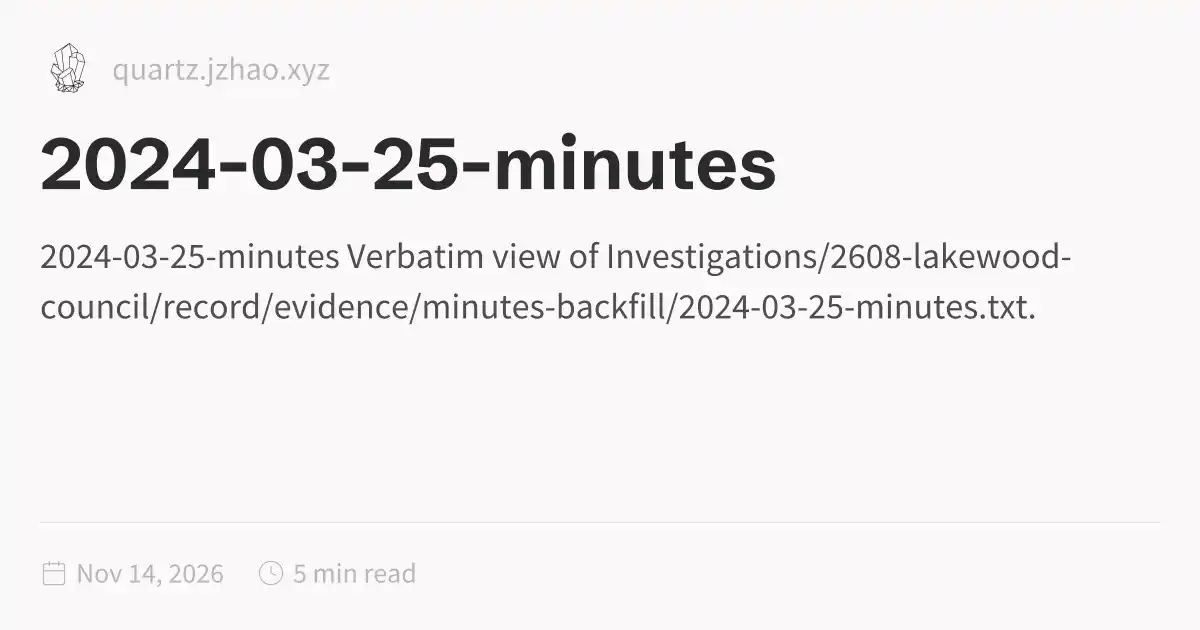 quartz.jzhao.xyz
2024-03-25-minutes
2024-03-25-minutes Verbatim view of Investigations/2608-lakewood-
council/record/evidence/minutes-backfill/2024-03-25-minutes.txt.
Nov 14, 2026 5 min read